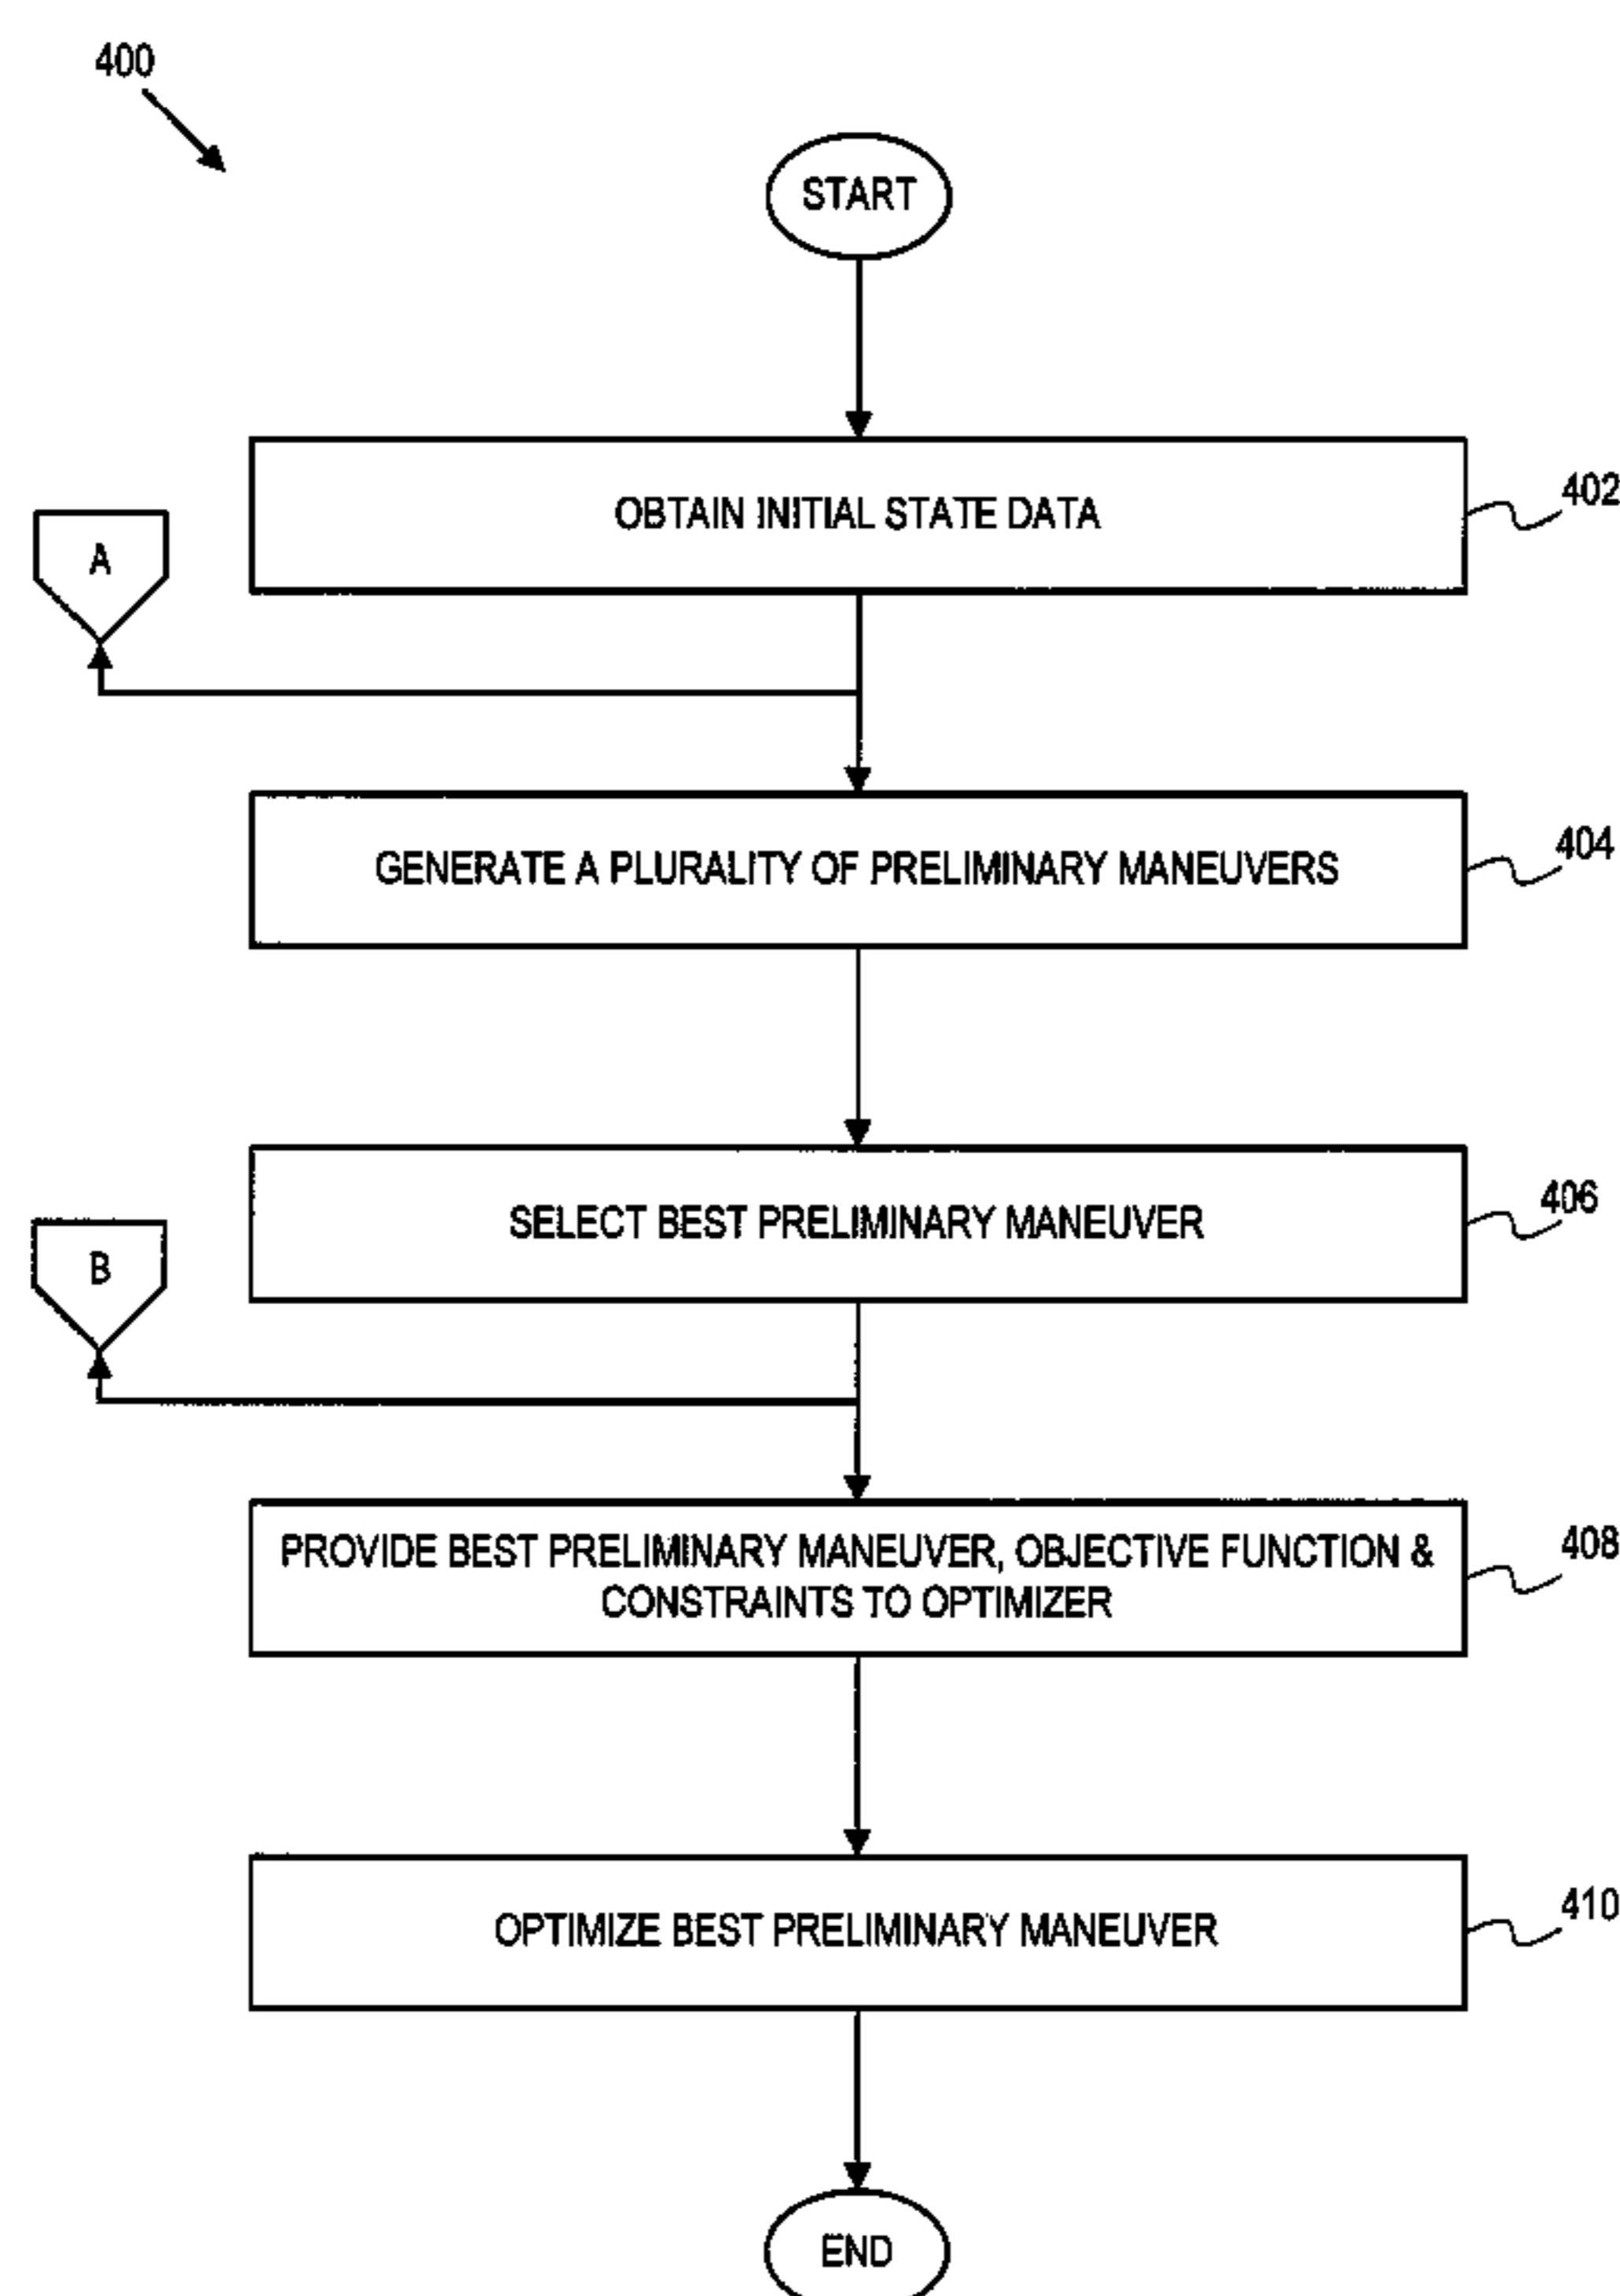 400
START
OBTAIN INITIAL STATE DATA
402
A
GENERATE A PLURALITY OF PRELIMINARY MANEUVERS
404
SELECT BEST PRELIMINARY MANEUVER
406
B
PROVIDE BEST PRELIMINARY MANEUVER, OBJECTIVE FUNCTION &
CONSTRAINTS TO OPTIMIZER
408
OPTIMIZE BEST PRELIMINARY MANEUVER
410
END